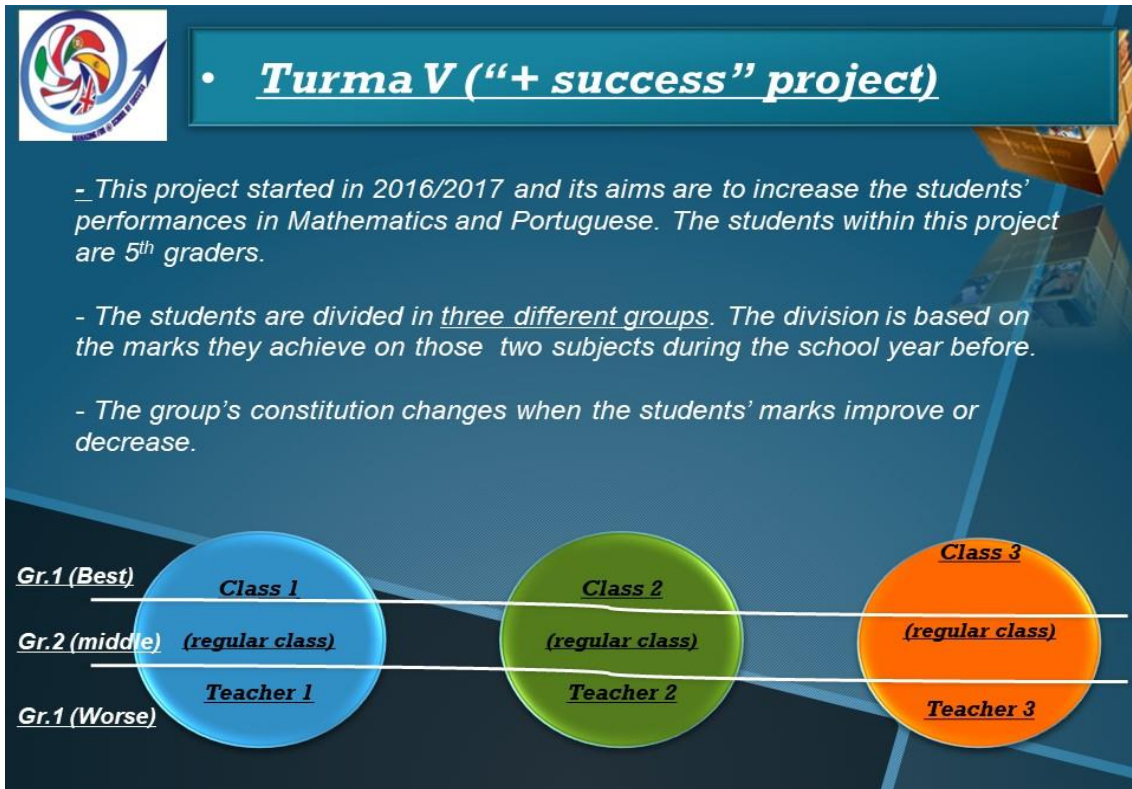 • Turma V (“+ success” project)
- This project started in 2016/2017 and its aims are to increase the students’
performances in Mathematics and Portuguese. The students within this project
are 5th graders.
- The students are divided in three different groups. The division is based on
the marks they achieve on those two subjects during the school year before.
- The group’s constitution changes when the students’ marks improve or
decrease.
Gr.1 (Best)
Class 1
Class 2
Class 3
Gr.2 (middle)
(regular class)
(regular class)
(regular class)
Gr.1 (Worse)
Teacher 1
Teacher 2
Teacher 3